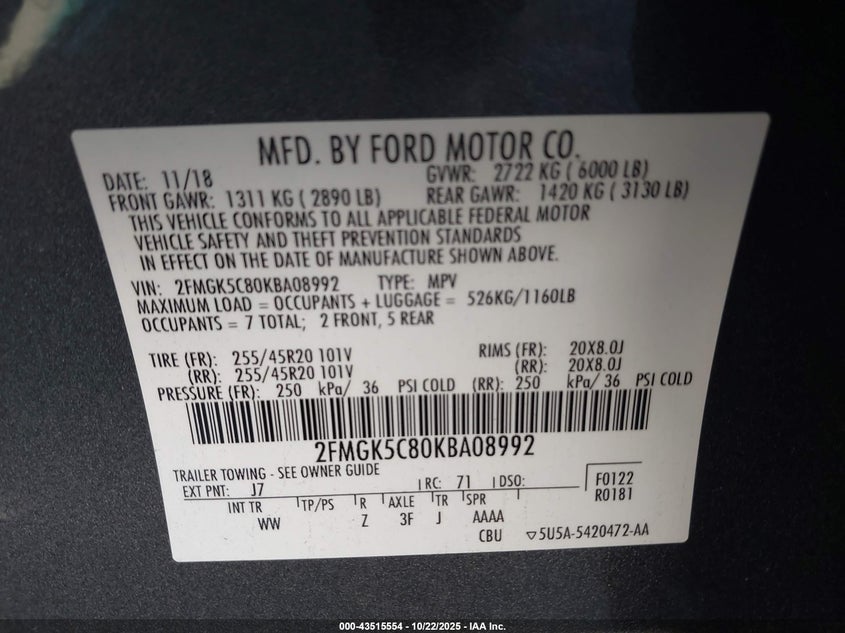 MFD. BY FORD MOTOR CO.
DATE: 11/18 GVWR: 2722 KG ( 6000 LB)
FRONT GAWR: 1311 KG ( 2890 LB) REAR GAWR: 1420 KG ( 3130 LB)
THIS VEHICLE CONFORMS TO ALL APPLICABLE FEDERAL MOTOR
VEHICLE SAFETY AND THEFT PREVENTION STANDARDS
IN EFFECT ON THE DATE OF MANUFACTURE SHOWN ABOVE.
VIN: 2FMGK5C80KBA08992 TYPE: MPV
MAXIMUM LOAD = OCCUPANTS + LUGGAGE = 526KG/1160LB
OCCUPANTS = 7 TOTAL; 2 FRONT, 5 REAR
TIRE (FR): 255/45R20 101V RIMS (FR): 20X8.0J
(RR): 255/45R20 101V (RR): 20X8.0J
PRESSURE (FR): 250 kPa/ 36 PSI COLD (RR): 250 kPa/ 36 PSI COLD
2FMGK5C80KBA08992
TRAILER TOWING - SEE OWNER GUIDE
EXT PNT: J7 RC: 71 DSO: F0122
R0181
INT TR TP/PS R AXLE TR SPR
WW Z 3F J AAAA
CBU ▽5U5A-5420472-AA
000-43515554 - 10/22/2025 - IAA Inc.